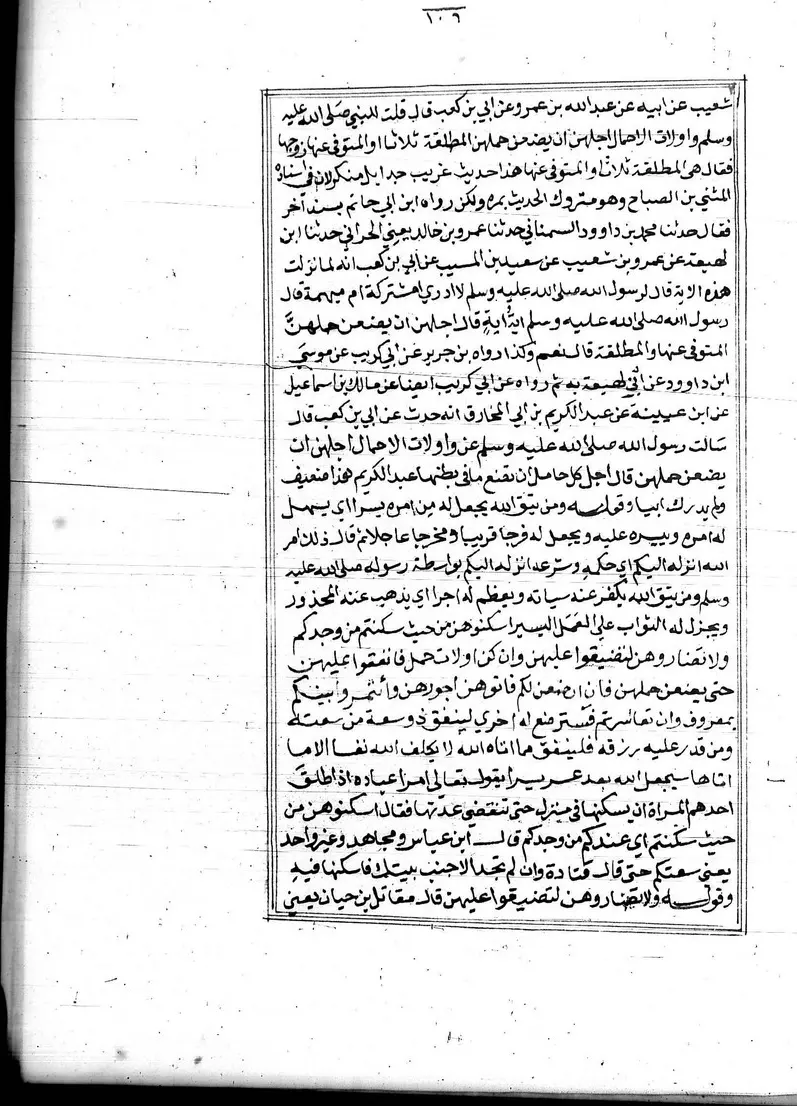 ١٠٦
شعيب عن ابيه عن عبد الله بن عمرو عن ابي بن كعب قال قلت للنبي صلى الله عليه
وسلم واولات الاحمال اجلهن ان يضعن حملهن المطلقة ثلاثا او المتوفى عنها زوجها
فقال هي المطلقة ثلاثا والمتوفى عنها هذا حديث غريب جدا بل منكر لان في اسناده
المثني بن الصباح وهو متروك الحديث بمره ولكن رواه ابن ابي حاتم بسند آخر
فقال حدثنا محمد بن داوود السمناني حدثنا عمرو بن خالد يعني الحراني حدثنا ابن
لهيعة عن عمرو بن شعيب عن سعيد بن المسيب عن ابي بن كعب انه لما نزلت
هذه الاية قال لرسول الله صلى الله عليه وسلم لا ادري امشتركة ام مبهمة قال
رسول الله صلى الله عليه وسلم اية اية قال اجلهن ان يضعن حملهن
المتوفى عنها والمطلقة قال نعم وكذا رواه بن جرير عن ابي كريب عن موسى
ابن داوود عن ابن لهيعة به ثم رواه عن ابي كريب ايضا عن مالك بن اسماعيل
عن ابن عيينة عن عبد الكريم بن ابي المخارق انه حدث عن ابي بن كعب قال
سالت رسول الله صلى الله عليه وسلم عن واولات الاحمال اجلهن ان
يضعن حملهن قال اجل كل حامل ان تضع ما في بطنها عبد الكريم هذا ضعيف
ولم يدرك ابيا وقوله ومن يتق الله يجعل له من امره يسرا اي يسهل
له امره وييسره عليه ويجعل له فرجا قريبا ومخرجا عاجلا ثم قال ذلك امر
الله انزله اليكم اي حكمه وشرعه انزله اليكم بواسطة رسوله صلى الله عليه
وسلم ومن يتق الله يكفر عنه سياته ويعظم له اجرا اي يذهب عنه المحذور
ويجزل له الثواب على العمل اليسير اسكنوهن من حيث سكنتم من وجدكم
ولا تضاروهن لتضيقوا عليهن وان كن اولات حمل فانفقوا عليهن
حتى يضعن حملهن فان ارضعن لكم فاتوهن اجورهن وأتمروا بينكم
بمعروف وان تعاسرتم فسترضع له اخرى لينفق ذو سعة من سعته
ومن قدر عليه رزقه فلينفق مما اتاه الله لا يكلف الله نفسا الا ما
اتاها سيجعل الله بعد عسر يسرا يقول تعالى امرا عباده اذا طلق
احدهم المراة ان يسكنها في منزل حتى تنقضي عدتها فقال اسكنوهن من
حيث سكنتم اي عندكم من وجدكم قال ابن عباس ومجاهد وغير واحد
يعني سعتكم حتى قال قتادة وان لم تجد الا جنب بيتك فاسكنها فيه
وقوله ولا تضاروهن لتضيقوا عليهن قال مقاتل بن حيان يعني